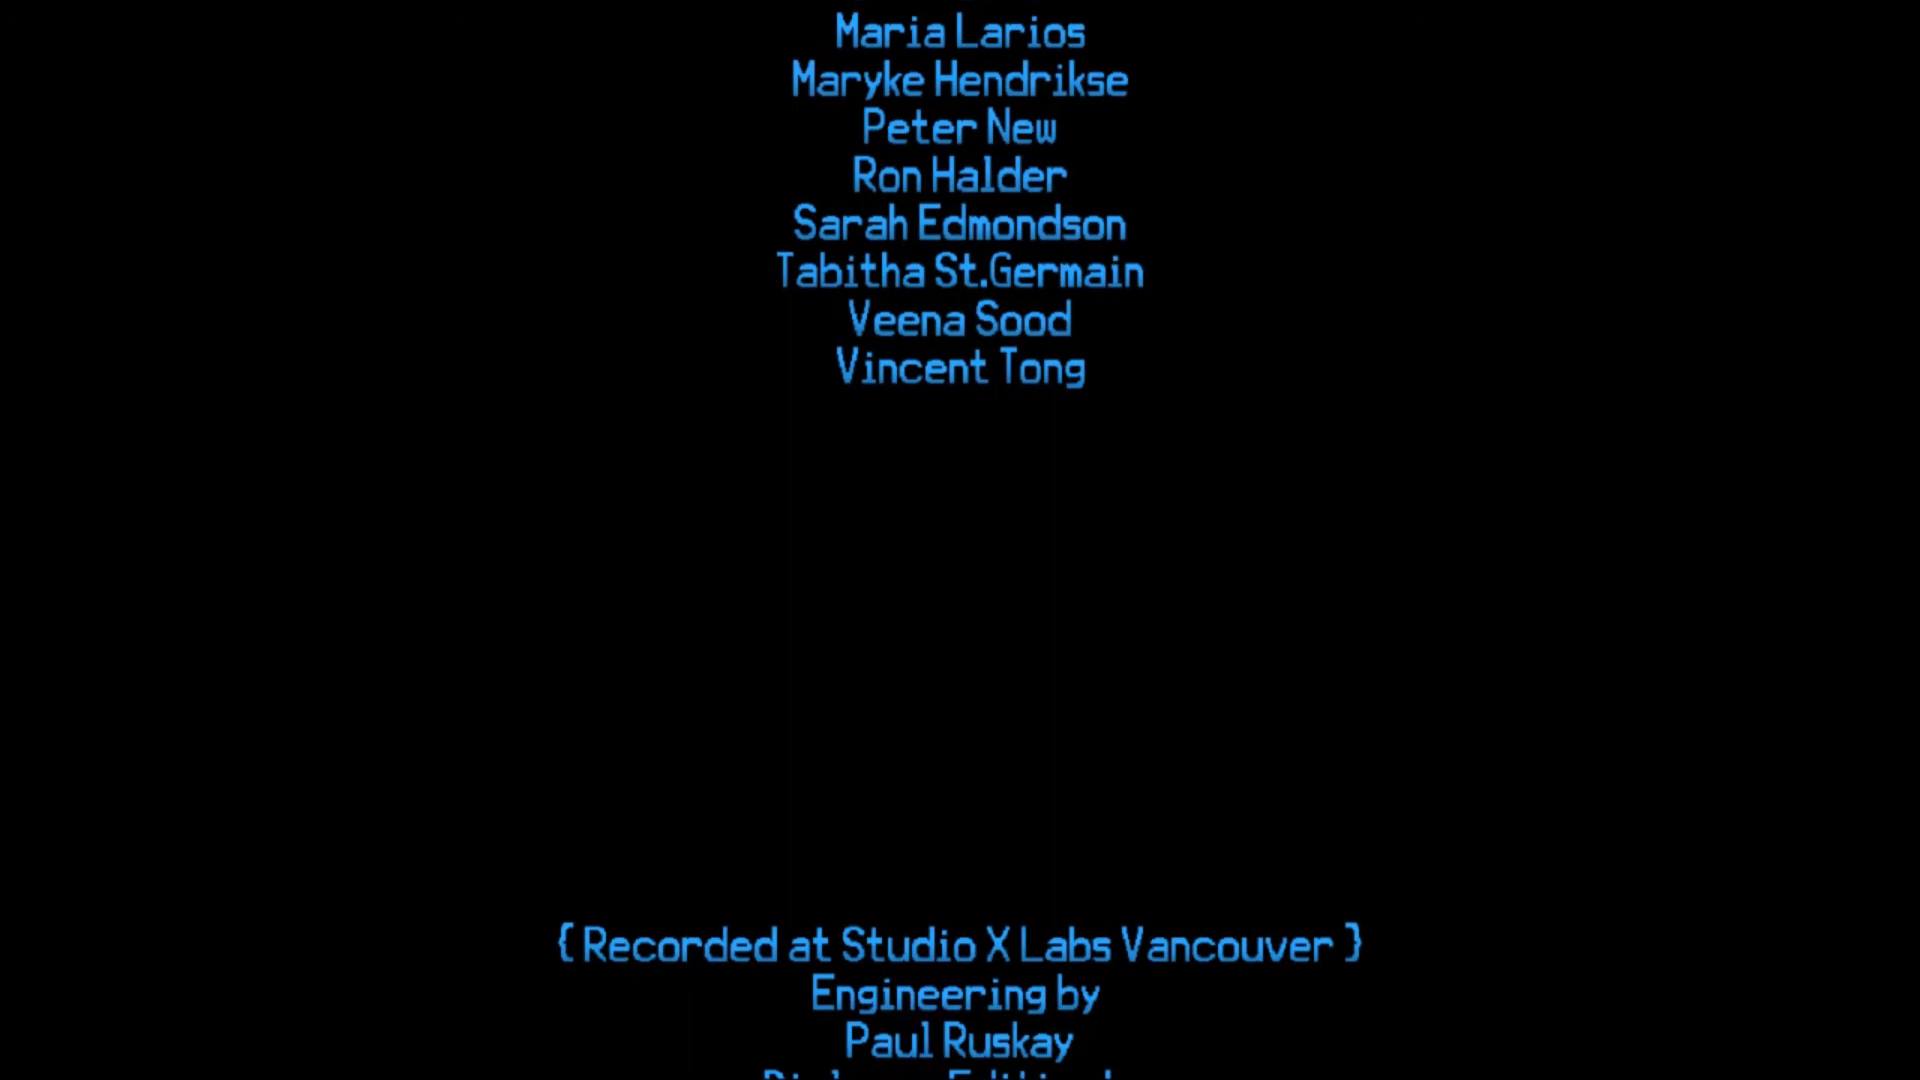 Maria Larios
Maryke Hendrikse
Peter New
Ron Halder
Sarah Edmondson
Tabitha St.Germain
Veena Sood
Vincent Tong
{ Recorded at Studio X Labs Vancouver }
Engineering by
Paul Ruskay